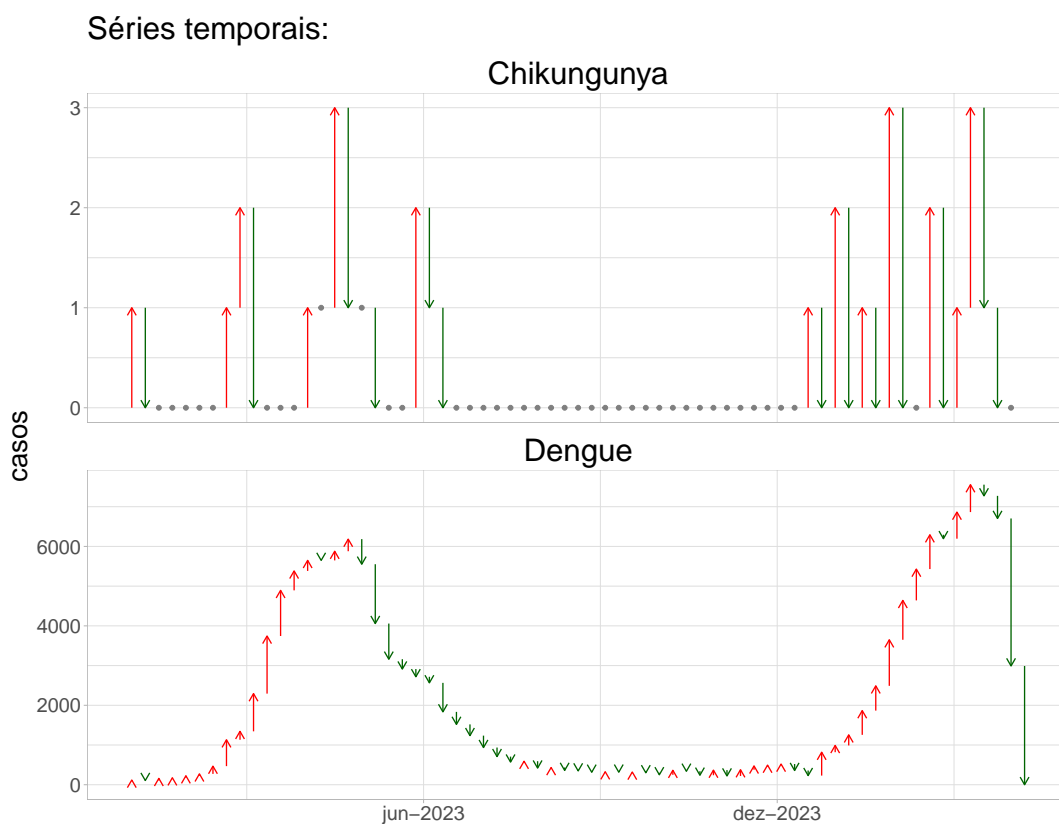 Séries temporais:
Chikungunya
3
2
1
0
casos
Dengue
6000
4000
2000
0
jun−2023
dez−2023